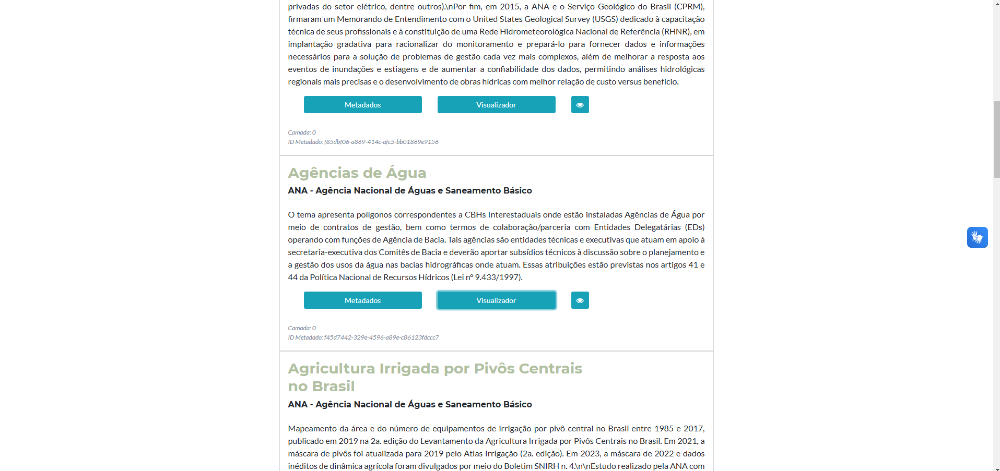 privadas do setor elétrico, dentre outros).\nPor fim, em 2015, a ANA e o Serviço Geológico do Brasil (CPRM),
firmaram um Memorando de Entendimento com o United States Geological Survey (USGS) dedicado à capacitação
técnica de seus profissionais e à constituição de uma Rede Hidrometeorológica Nacional de Referência (RHNR), em
implantação gradativa para racionalizar do monitoramento e prepará-lo para fornecer dados e informações
necessários para a solução de problemas de gestão cada vez mais complexos, além de melhorar a resposta aos
eventos de inundações e estiagens e de aumentar a confiabilidade dos dados, permitindo análises hidrológicas
regionais mais precisas e o desenvolvimento de obras hídricas com melhor relação de custo versus benefício.
Metadados Visualizador
Camada: 0
ID Metadado: f85dbf06-a869-414c-afc5-bb01869e9156
Agências de Água
ANA - Agência Nacional de Águas e Saneamento Básico
O tema apresenta polígonos correspondentes a CBHs Interestaduais onde estão instaladas Agências de Água por
meio de contratos de gestão, bem como termos de colaboração/parceria com Entidades Delegatárias (EDs)
operando com funções de Agência de Bacia. Tais agências são entidades técnicas e executivas que atuam em apoio à
secretaria-executiva dos Comitês de Bacia e deverão aportar subsídios técnicos à discussão sobre o planejamento e
a gestão dos usos da água nas bacias hidrográficas onde atuam. Essas atribuições estão previstas nos artigos 41 e
44 da Política Nacional de Recursos Hídricos (Lei nº 9.433/1997).
Metadados Visualizador
Camada: 0
ID Metadado: f45d7442-329e-4596-a89e-c86123fdccc7
Agricultura Irrigada por Pivôs Centrais
no Brasil
ANA - Agência Nacional de Águas e Saneamento Básico
Mapeamento da área e do número de equipamentos de irrigação por pivô central no Brasil entre 1985 e 2017,
publicado em 2019 na 2a. edição do Levantamento da Agricultura Irrigada por Pivôs Centrais no Brasil. Em 2021, a
máscara de pivôs foi atualizada para 2019 pelo Atlas Irrigação (2a. edição). Em 2023, a máscara de 2022 e dados
inéditos de dinâmica agrícola foram divulgados por meio do Boletim SNIRH n. 4.\n\nEstudo realizado pela ANA com